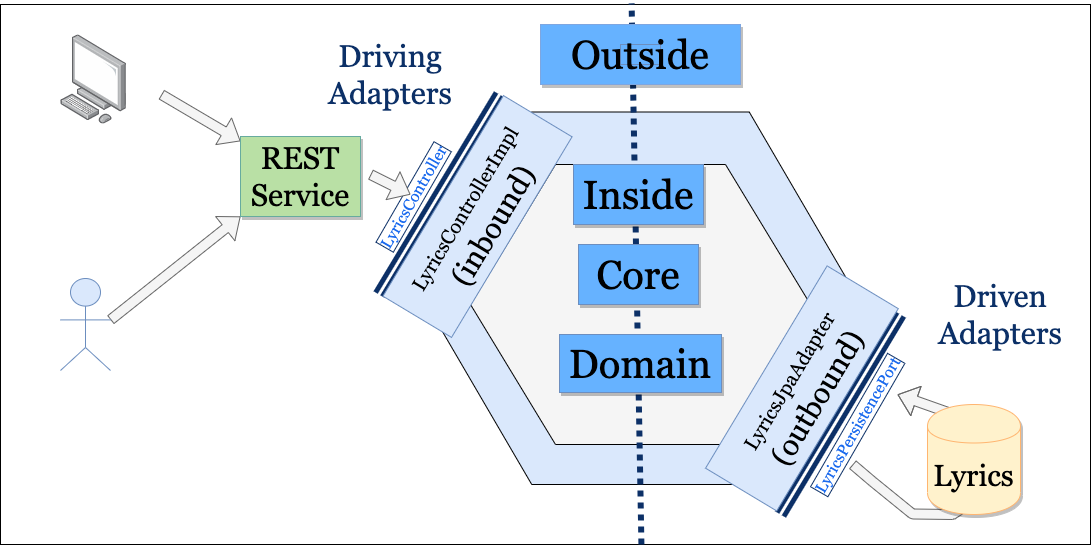 Outside
Driving
Adapters
REST
Service
LyricsController
LyricsControllerImpl
(inbound)
Inside
Core
Domain
LyricsJpaAdapter
(outbound)
LyricsPersistencePort
Driven
Adapters
Lyrics